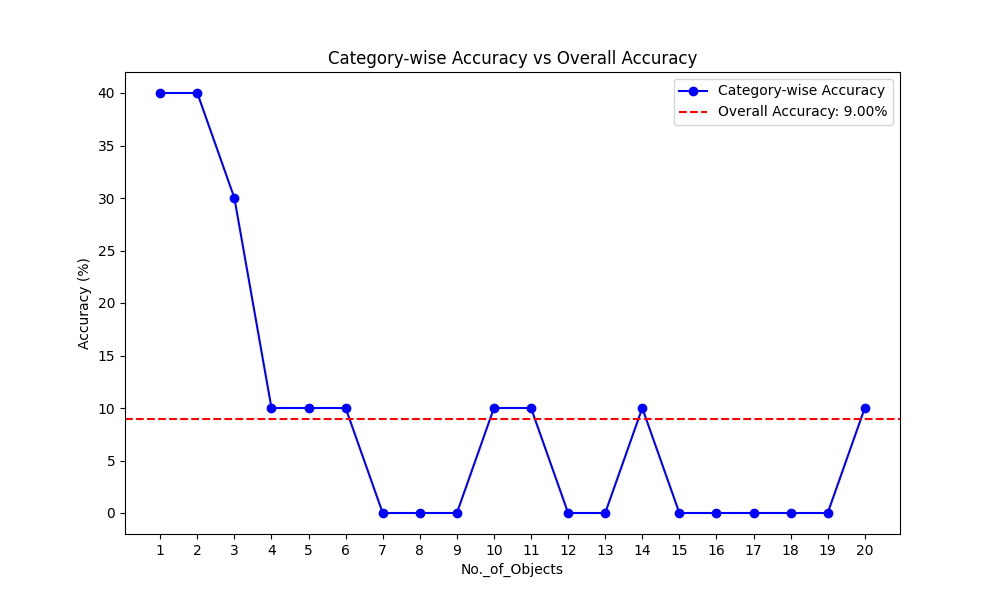 Category-wise Accuracy vs Overall Accuracy
Category-wise Accuracy
Overall Accuracy: 9.00%
Accuracy (%)
40
35
30
25
20
15
10
5
0
1 2 3 4 5 6 7 8 9 10 11 12 13 14 15 16 17 18 19 20
No._of_Objects